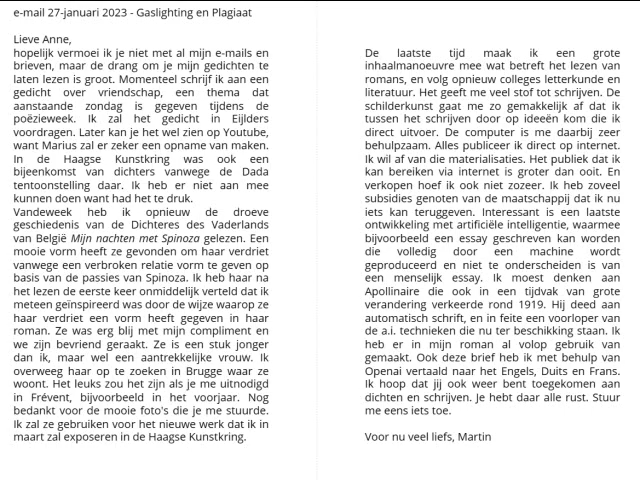 e-mail 27-januari 2023 - Gaslighting en Plagiaat
Lieve Anne,
hopelijk vermoei ik je niet met al mijn e-mails en
brieven, maar de drang om je mijn gedichten te
laten lezen is groot. Momenteel schrijf ik aan een
gedicht over vriendschap, een thema dat
aanstaande zondag is gegeven tijdens de
poëzieweek. Ik zal het gedicht in Eijlders
voordragen. Later kan je het wel zien op Youtube,
want Marius zal er zeker een opname van maken.
In de Haagse Kunstkring was ook een
bijeenkomst van dichters vanwege de Dada
tentoonstelling daar. Ik heb er niet aan mee
kunnen doen want had het te druk.
Vandeweek heb ik opnieuw de droeve
geschiedenis van de Dichteres des Vaderlands
van België Mijn nachten met Spinoza gelezen. Een
mooie vorm heeft ze gevonden om haar verdriet
vanwege een verbroken relatie vorm te geven op
basis van de passies van Spinoza. Ik heb haar na
het lezen de eerste keer onmiddelijk verteld dat ik
meteen geïnspireerd was door de wijze waarop ze
haar verdriet een vorm heeft gegeven in haar
roman. Ze was erg blij met mijn compliment en
we zijn bevriend geraakt. Ze is een stuk jonger
dan ik, maar wel een aantrekkelijke vrouw. Ik
overweeg haar op te zoeken in Brugge waar ze
woont. Het leuks zou het zijn als je me uitnodigd
in Frévent, bijvoorbeeld in het voorjaar. Nog
bedankt voor de mooie foto's die je me stuurde.
Ik zal ze gebruiken voor het nieuwe werk dat ik in
maart zal exposeren in de Haagse Kunstkring.
De laatste tijd maak ik een grote
inhaalmanoeuvre mee wat betreft het lezen van
romans, en volg opnieuw colleges letterkunde en
literatuur. Het geeft me veel stof tot schrijven. De
schilderkunst gaat me zo gemakkelijk af dat ik
tussen het schrijven door op ideeën kom die ik
direct uitvoer. De computer is me daarbij zeer
behulpzaam. Alles publiceer ik direct op internet.
Ik wil af van die materialisaties. Het publiek dat ik
kan bereiken via internet is groter dan ooit. En
verkopen hoef ik ook niet zozeer. Ik heb zoveel
subsidies genoten van de maatschappij dat ik nu
iets kan teruggeven. Interessant is een laatste
ontwikkeling met artificiële intelligentie, waarmee
bijvoorbeeld een essay geschreven kan worden
die volledig door een machine wordt
geproduceerd en niet te onderscheiden is van
een menselijk essay. Ik moest denken aan
Apollinaire die ook in een tijdvak van grote
verandering verkeerde rond 1919. Hij deed aan
automatisch schrift, en in feite een voorloper van
de a.i. technieken die nu ter beschikking staan. Ik
heb er in mijn roman al volop gebruik van
gemaakt. Ook deze brief heb ik met behulp van
Openai vertaald naar het Engels, Duits en Frans.
Ik hoop dat jij ook weer bent toegekomen aan
dichten en schrijven. Je hebt daar alle rust. Stuur
me eens iets toe.
Voor nu veel liefs, Martin